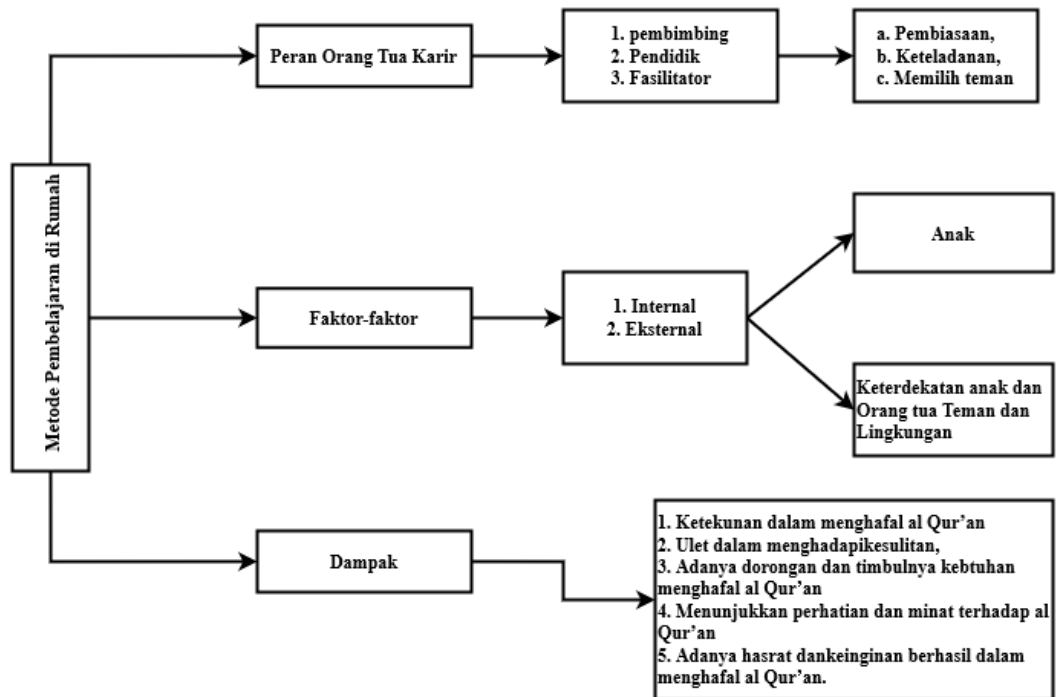 Metode Pembelajaran di Rumah
Peran Orang Tua Karir
1. pembimbing
2. Pendidik
3. Fasilitator
a. Pembiasaan,
b. Keteladanan,
c. Memilih teman
Faktor-faktor
1. Internal
2. Eksternal
Anak
Keterdekatan anak dan
Orang tua Teman dan
Lingkungan
Dampak
1. Ketekunan dalam menghafal al Qur’an
2. Ulet dalam menghadapikesulitan,
3. Adanya dorongan dan timbulnya kebtuhan
menghafal al Qur’an
4. Menunjukkan perhatian dan minat terhadap al
Qur’an
5. Adanya hasrat dankeinginan berhasil dalam
menghafal al Qur’an.